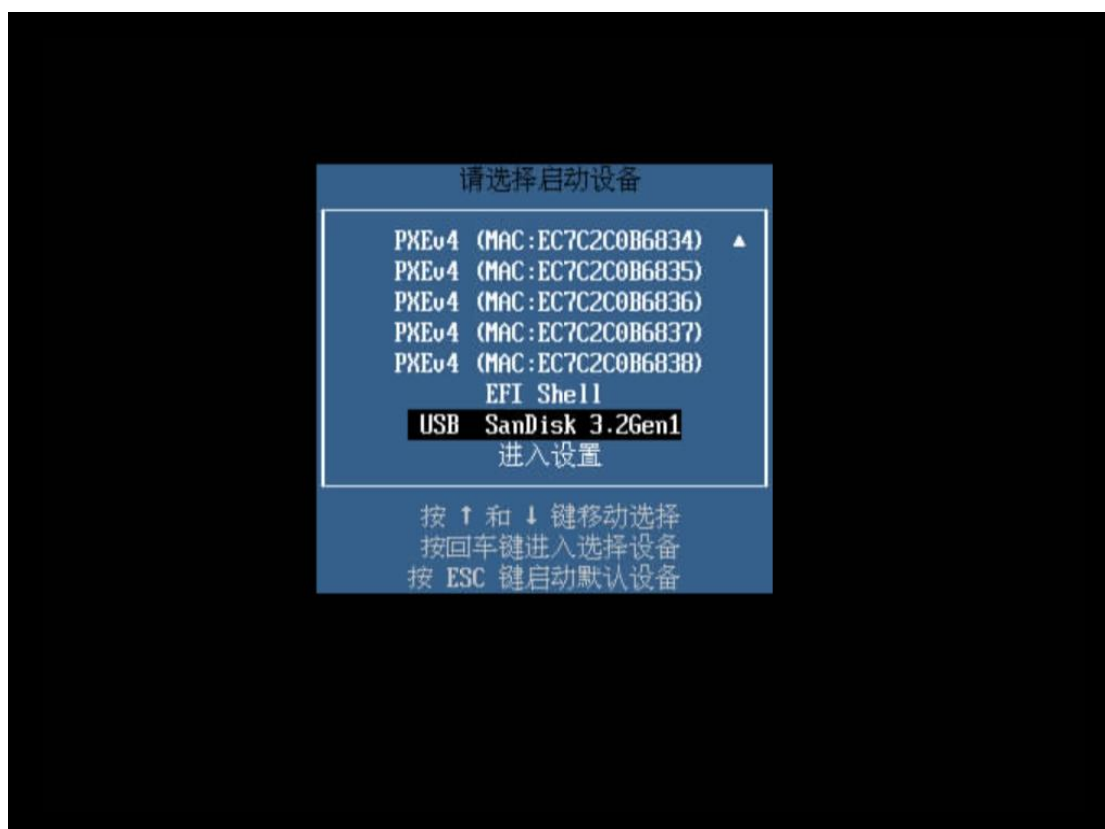 请选择启动设备
PXEv4 (MAC:EC7C2C0B6834)
PXEv4 (MAC:EC7C2C0B6835)
PXEv4 (MAC:EC7C2C0B6836)
PXEv4 (MAC:EC7C2C0B6837)
PXEv4 (MAC:EC7C2C0B6838)
EFI Shell
USB SanDisk 3.2Gen1
进入设置
按 ↑ 和 ↓ 键移动选择
按回车键进入选择设备
按 ESC 键启动默认设备